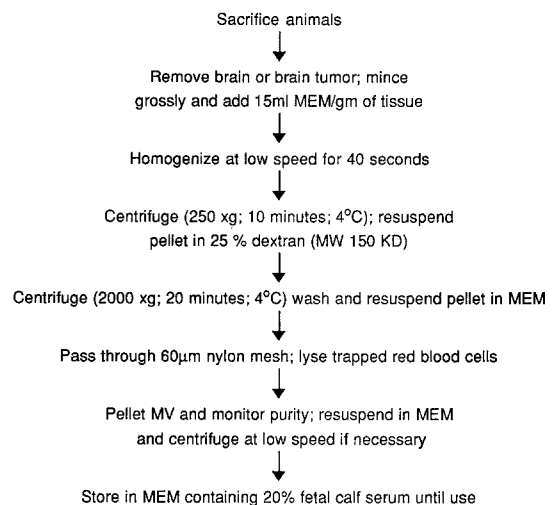 Sacrifice animals
Remove brain or brain tumor; mince
grossly and add 15ml MEM/gm of tissue
Homogenize at low speed for 40 seconds
Centrifuge (250 xg; 10 minutes; 4°C); resuspend
pellet in 25 % dextran (MW 150 KD)
Centrifuge (2000 xg; 20 minutes; 4°C) wash and resuspend pellet in MEM
Pass through 60µm nylon mesh; lyse trapped red blood cells
Pellet MV and monitor purity; resuspend in MEM
and centrifuge at low speed if necessary
Store in MEM containing 20% fetal calf serum until use